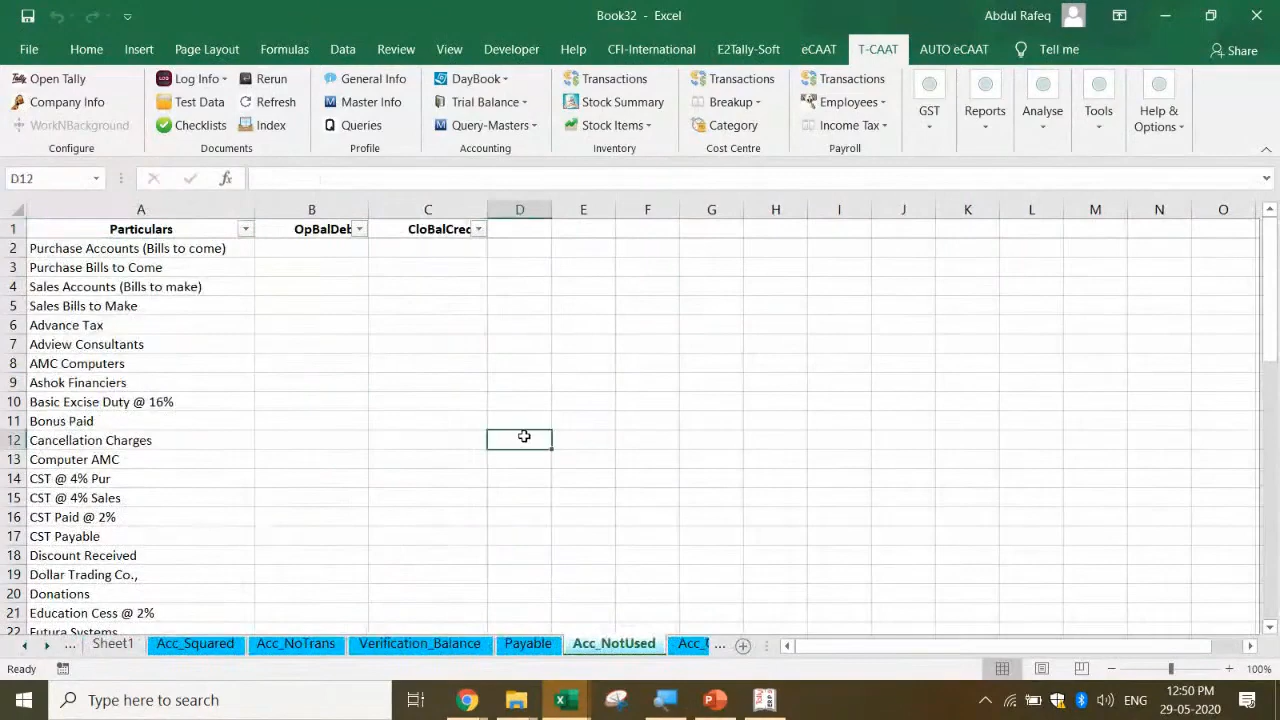 Book32 - Excel
Abdul Rafeq
File Home Insert Page Layout Formulas Data Review View Developer Help CFI-International E2Tally-Soft eCAAT T-CAAT AUTO eCAAT Tell me Share
Open Tally
Company Info
WorkNBackground
Configure
Log Info Rerun
Test Data Refresh
Checklists Index
Documents
General Info
Master Info
Queries
Profile
DayBook
Trial Balance
Query-Masters
Accounting
Transactions
Stock Summary
Stock Items
Inventory
Transactions
Breakup
Category
Cost Centre
Transactions
Employees
Income Tax
Payroll
GST
Reports
Analyse
Tools
Help &
Options
D12 fx
A B C D E F G H I J K L M N O
1 Particulars OpBalDeb CloBalCred
2 Purchase Accounts (Bills to come)
3 Purchase Bills to Come
4 Sales Accounts (Bills to make)
5 Sales Bills to Make
6 Advance Tax
7 Adview Consultants
8 AMC Computers
9 Ashok Financiers
10 Basic Excise Duty @ 16%
11 Bonus Paid
12 Cancellation Charges
13 Computer AMC
14 CST @ 4% Pur
15 CST @ 4% Sales
16 CST Paid @ 2%
17 CST Payable
18 Discount Received
19 Dollar Trading Co.,
20 Donations
21 Education Cess @ 2%
22 Futura Systems
... Sheet1 Acc_Squared Acc_NoTrans Verification_Balance Payable Acc_NotUsed ...
Ready 100%
Type here to search
ENG
12:50 PM
29-05-2020